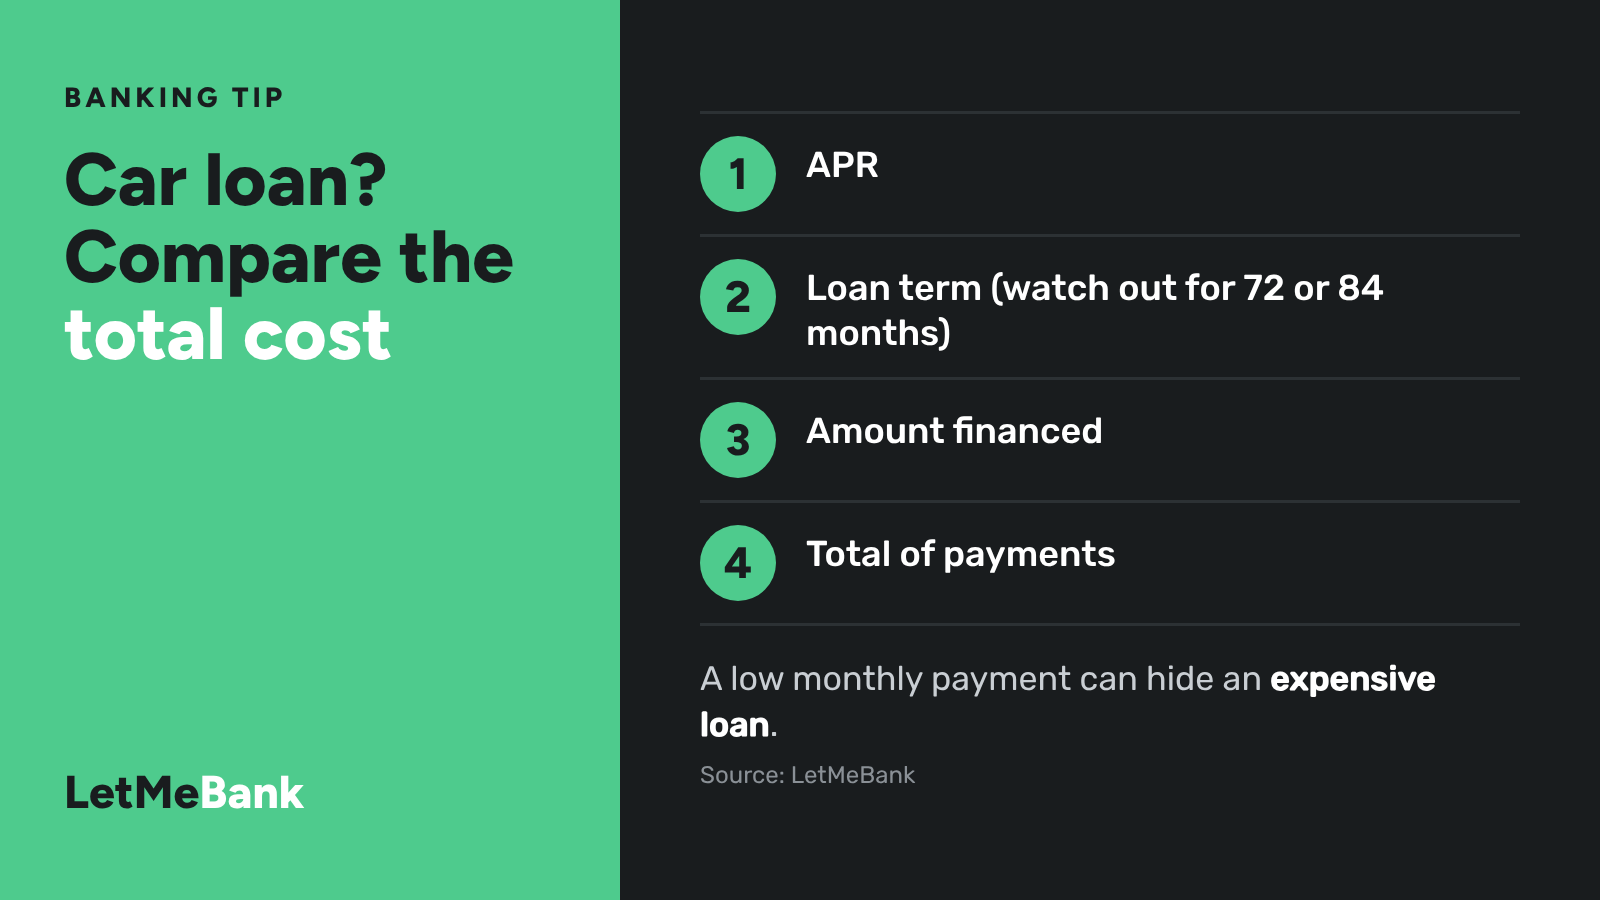 BANKING TIP
Car loan?
Compare the
total cost
LetMeBank
1
APR
2
Loan term (watch out for 72 or 84
months)
3
Amount financed
4
Total of payments
A low monthly payment can hide an expensive
loan.
Source: LetMeBank